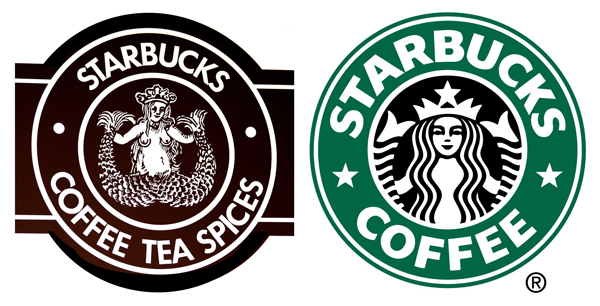 STARBUCKS
COFFEE TEA SPICES
STARBUCKS
COFFEE
®